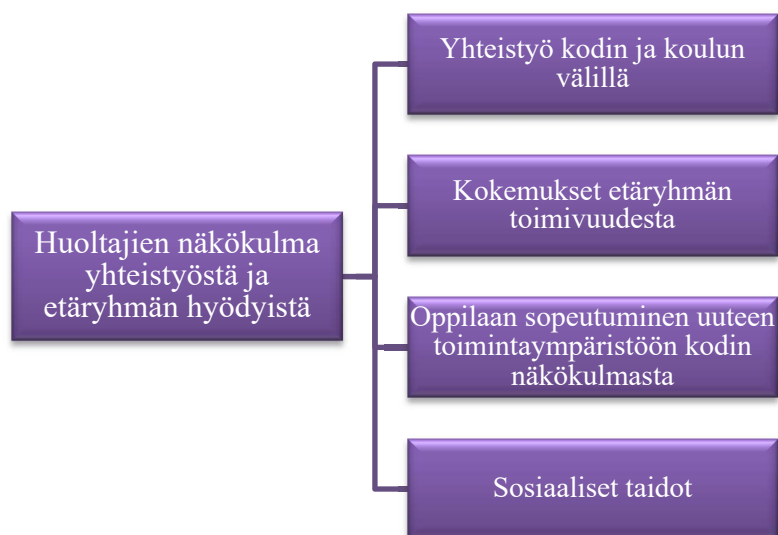 Huoltajien näkökulma
yhteistyöstä ja
etäryhmän hyödyistä
Yhteistyö kodin ja koulun
välillä
Kokemukset etäryhmän
toimivuudesta
Oppilaan sopeutuminen uuteen
toimintaympäristöön kodin
näkökulmasta
Sosiaaliset taidot